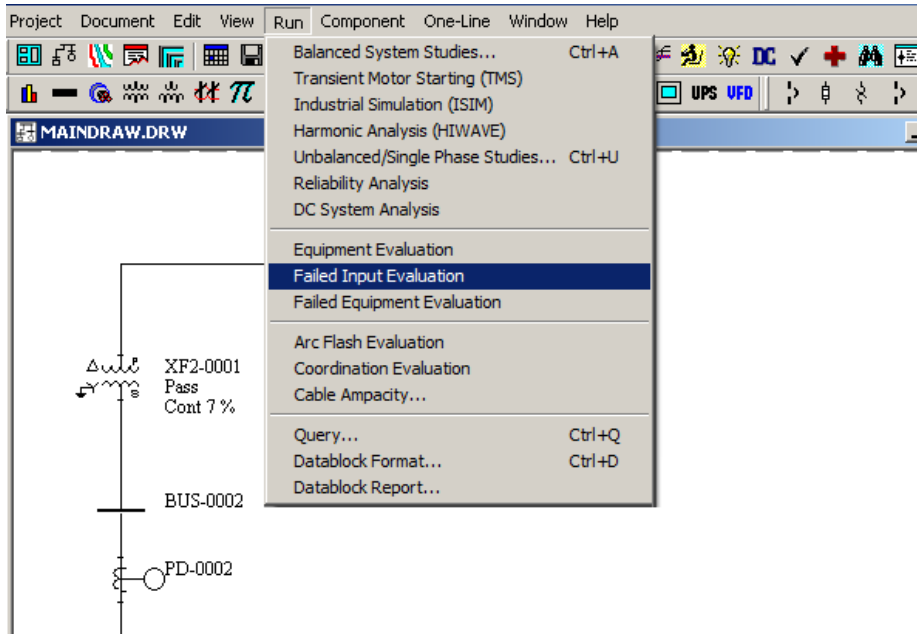 Project Document Edit View Run Component One-Line Window Help
DC
UPS VFD
MAINDRAW.DRW
Balanced System Studies... Ctrl+A
Transient Motor Starting (TMS)
Industrial Simulation (ISIM)
Harmonic Analysis (HIWAVE)
Unbalanced/Single Phase Studies... Ctrl+U
Reliability Analysis
DC System Analysis
Equipment Evaluation
Failed Input Evaluation
Failed Equipment Evaluation
Arc Flash Evaluation
Coordination Evaluation
Cable Ampacity...
Query... Ctrl+Q
Datablock Format... Ctrl+D
Datablock Report...
XF2-0001
Pass
Cont 7 %
S
BUS-0002
PD-0002